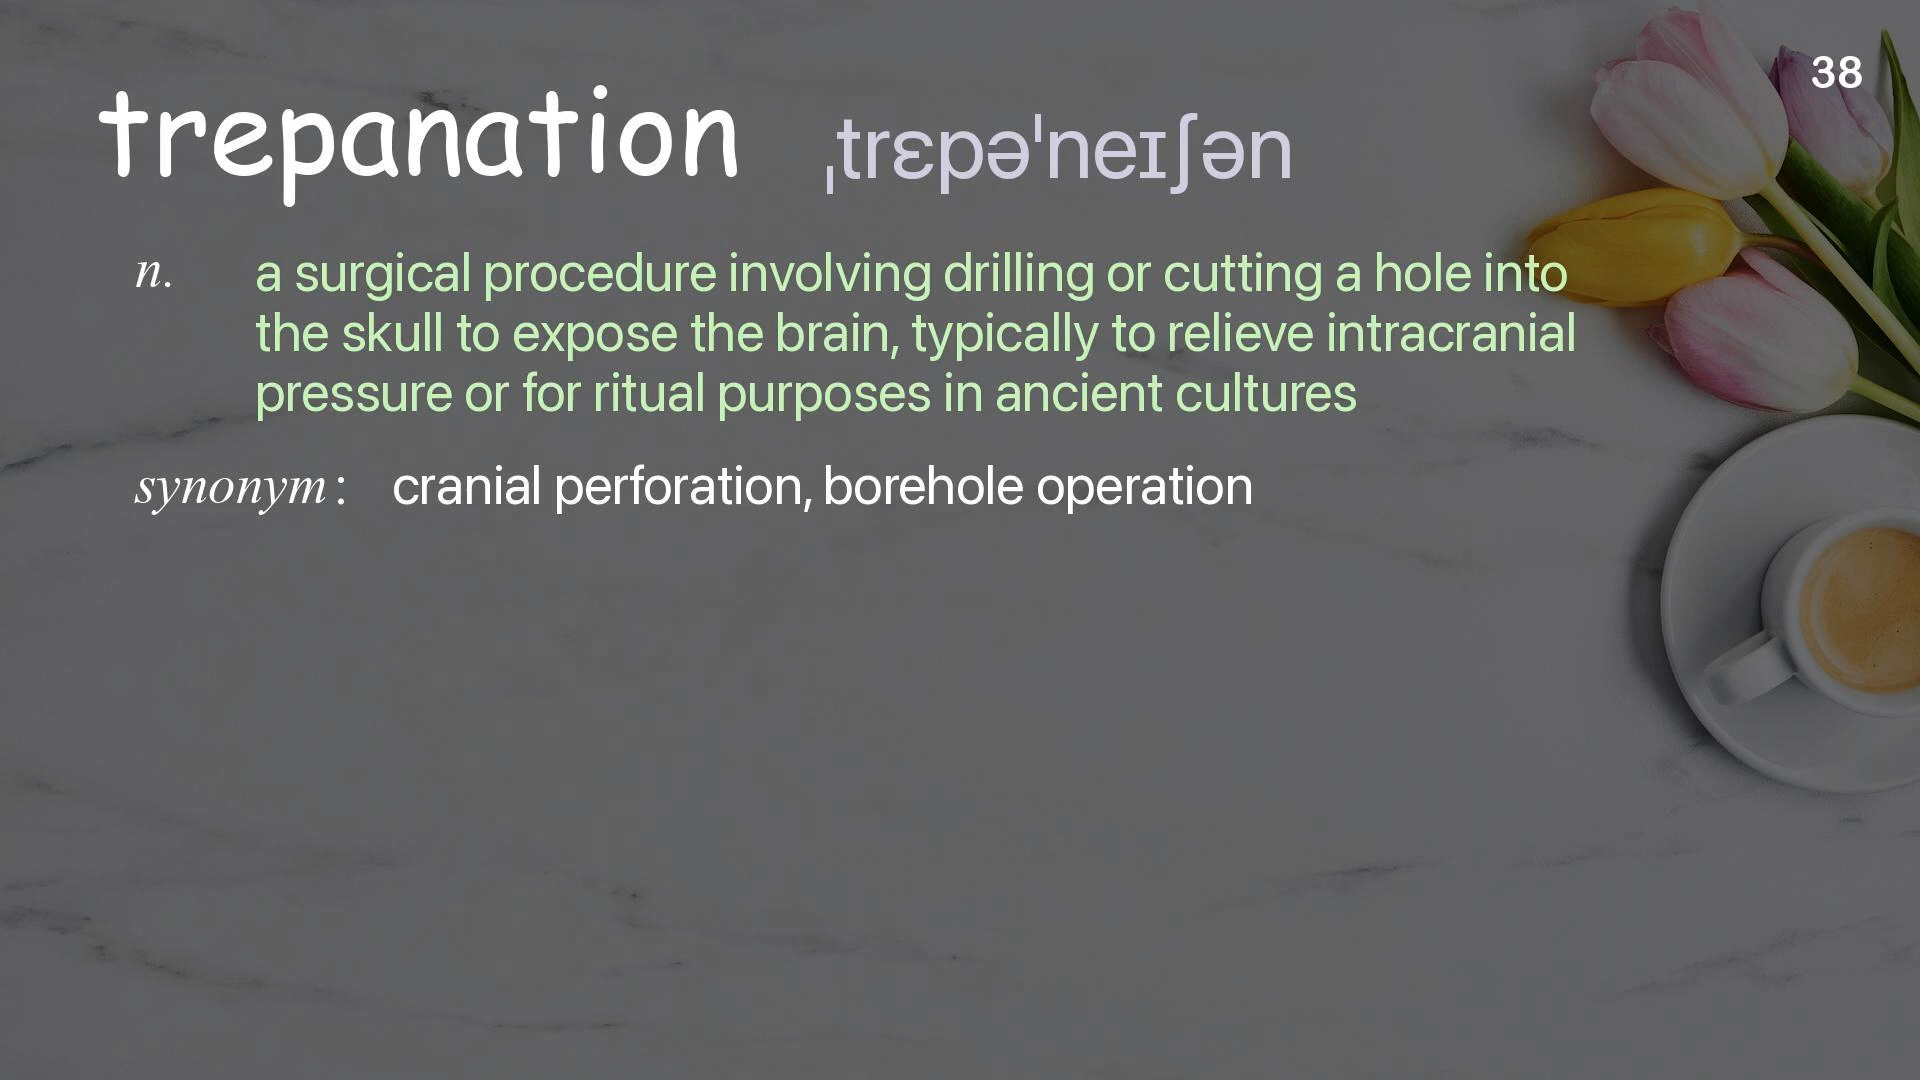 38
trepanation ˌtrɛpəˈneɪʃən
n. a surgical procedure involving drilling or cutting a hole into
the skull to expose the brain, typically to relieve intracranial
pressure or for ritual purposes in ancient cultures
synonym : cranial perforation, borehole operation